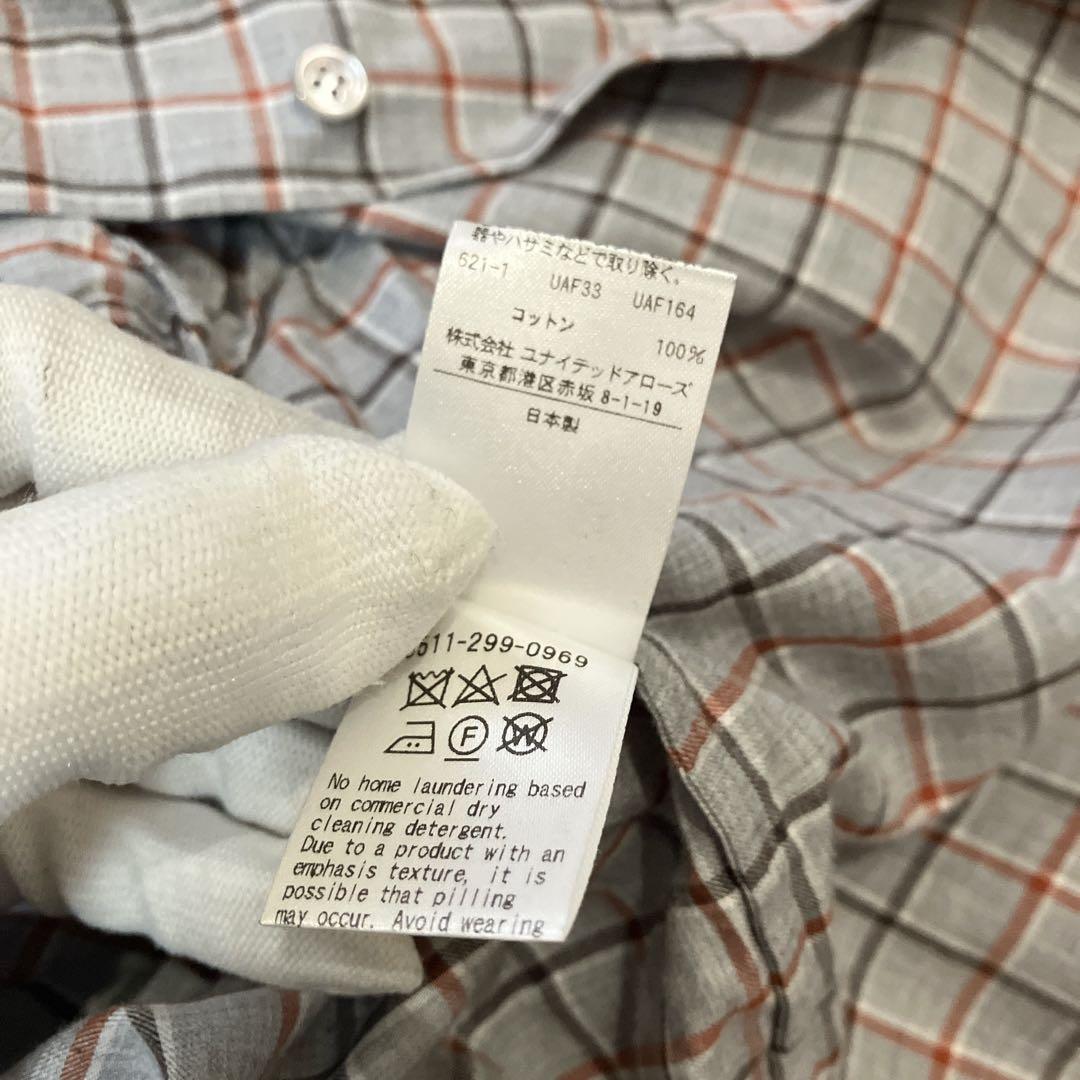 器やハサミなどで取り除く。
62i-1 UAF33 UAF164
コットン 100%
株式会社 ユナイテッドアローズ
東京都港区赤坂 8-1-19
日本製
611-299-0969
F W
No home laundering based
on commercial dry
cleaning detergent.
Due to a product with an
emphasis texture, it is
possible that pilling
may occur. Avoid wearing